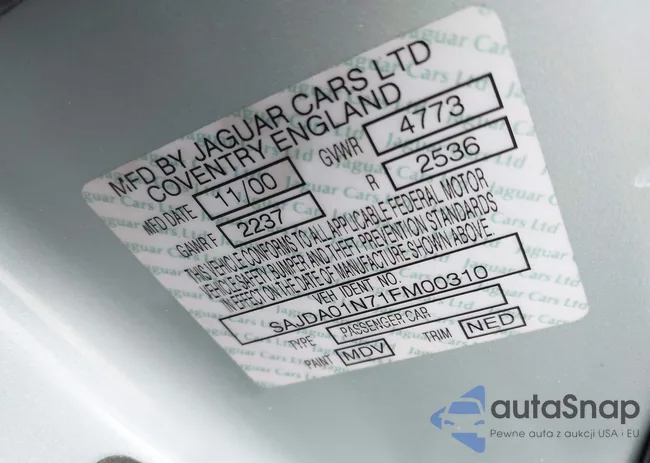 MFD BY JAGUAR CARS LTD
COVENTRY ENGLAND
MFD DATE 11/00 GVWR 4773
GAWR F 2237 R 2536
THIS VEHICLE CONFORMS TO ALL APPLICABLE FEDERAL MOTOR
VEHICLE SAFETY BUMPER AND THEFT PREVENTION STANDARDS
IN EFFECT ON THE DATE OF MANUFACTURE SHOWN ABOVE.
VEH IDENT NO.
SAJDA01N71FM00310
TYPE PASSENGER CAR
PAINT MDV TRIM NED
autaSnap
Pewne auta z aukcji USA i EU